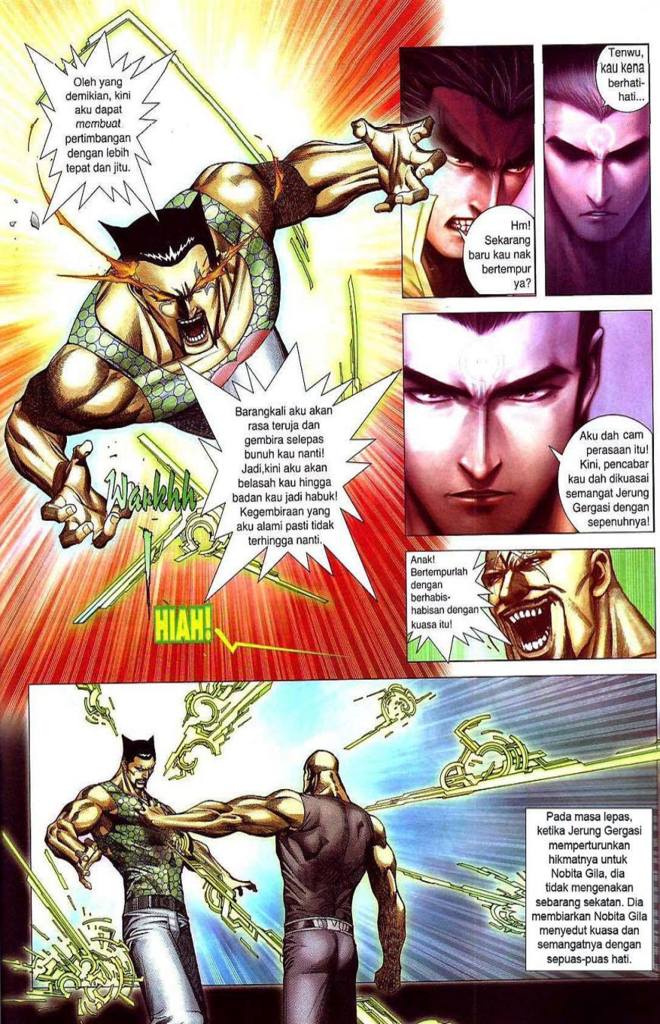 Oleh yang
demikian, kini
aku dapat
membuat
pertimbangan
dengan lebih
tepat dan jitu.
Hm!
Sekarang
baru kau nak
bertempur
ya?
Tenwu,
kau kena
berhati-
hati...
Barangkali aku akan
rasa teruja dan
gembira selepas
bunuh kau nanti!
Jadi,kini aku akan
belasah kau hingga
badan kau jadi habuk!
Kegembiraan yang
aku alami pasti tidak
terhingga nanti.
Warkhh
!
HIAH!
Aku dah cam
perasaan itu!
Kini, pencabar
kau dah dikuasai
semangat Jerung
Gergasi dengan
sepenuhnya!
Anak!
Bertempurlah
dengan
berhabis-
habisan dengan
kuasa itu!
Pada masa lepas,
ketika Jerung Gergasi
memperturunkan
hikmatnya untuk
Nobita Gila, dia
tidak mengenakan
sebarang sekatan. Dia
membiarkan Nobita Gila
menyedut kuasa dan
semangatnya dengan
sepuas-puas hati.